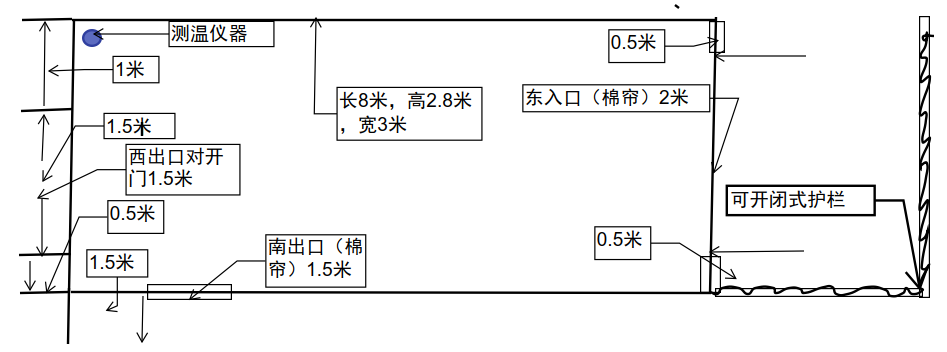 测温仪器
0.5米
1米
长8米，高2.8米
，宽3米
东入口（棉帘）2米
1.5米
西出口对开
门1.5米
可开闭式护栏
0.5米
0.5米
南出口（棉
帘）1.5米
1.5米